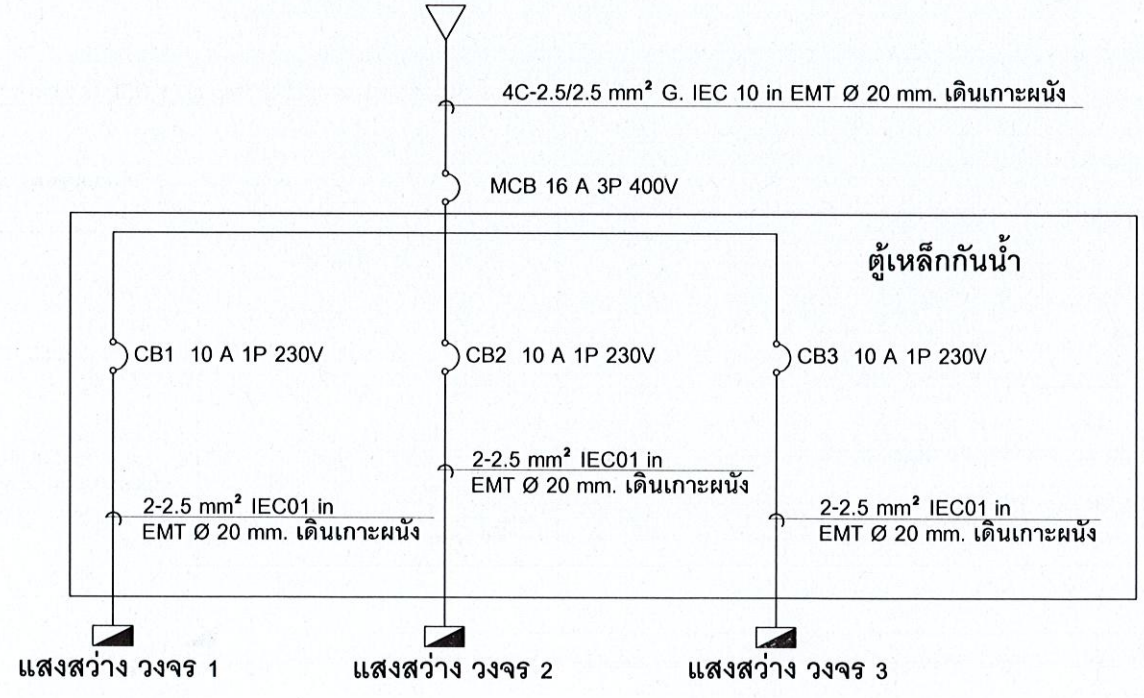 4C-2.5/2.5 mm² G. IEC 10 in EMT Ø 20 mm. เดินเกาะผนัง
MCB 16 A 3P 400V
ตู้เหล็กกันน้ำ
CB1 10 A 1P 230V
CB2 10 A 1P 230V
CB3 10 A 1P 230V
2-2.5 mm² IEC01 in
EMT Ø 20 mm. เดินเกาะผนัง
2-2.5 mm² IEC01 in
EMT Ø 20 mm. เดินเกาะผนัง
2-2.5 mm² IEC01 in
EMT Ø 20 mm. เดินเกาะผนัง
แสงสว่าง วงจร 1
แสงสว่าง วงจร 2
แสงสว่าง วงจร 3